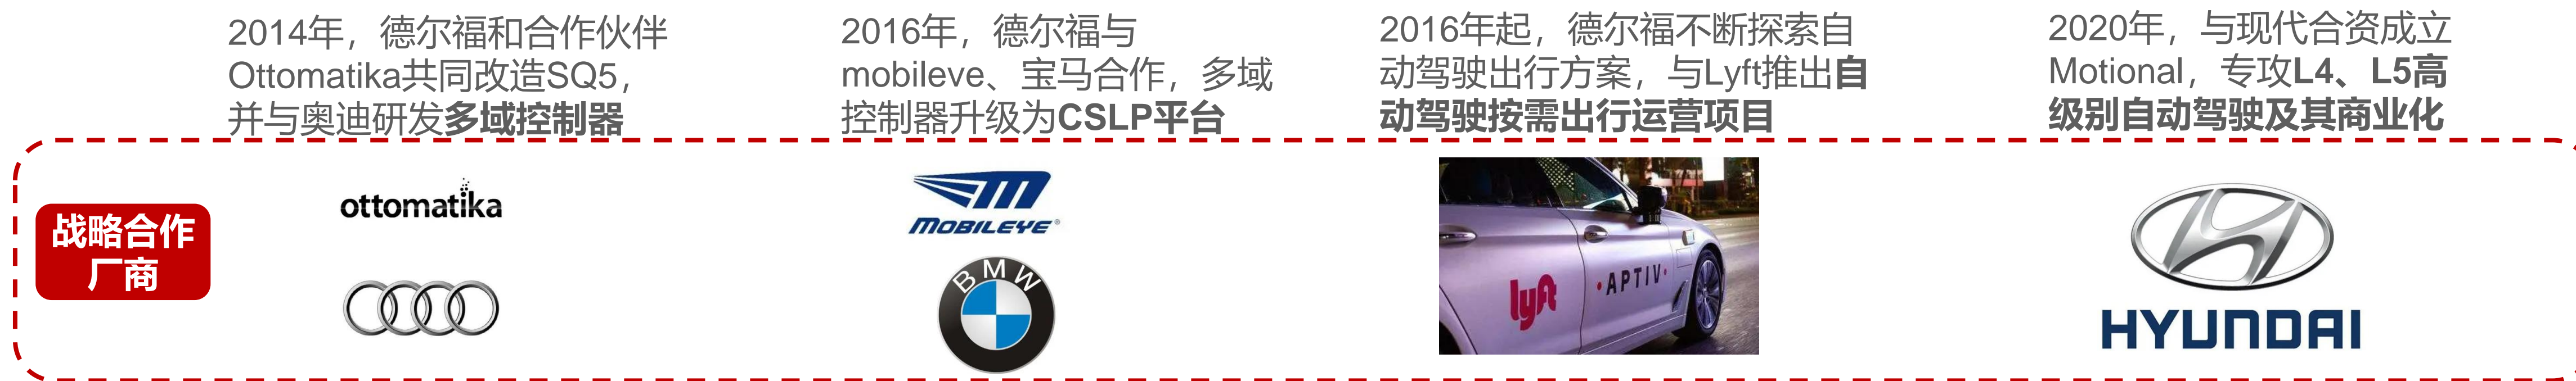 2014年，德尔福和合作伙伴
Ottomatika共同改造SQ5，
并与奥迪研发多域控制器
2016年，德尔福与
mobileve、宝马合作，多域
控制器升级为CSLP平台
2016年起，德尔福不断探索自
动驾驶出行方案，与Lyft推出自
动驾驶按需出行运营项目
2020年，与现代合资成立
Motional，专攻L4、L5高
级别自动驾驶及其商业化
战略合作
厂商
ottomatika
MOBILEYE®
BMW
lyft
·APTIV·
HYUNDAI